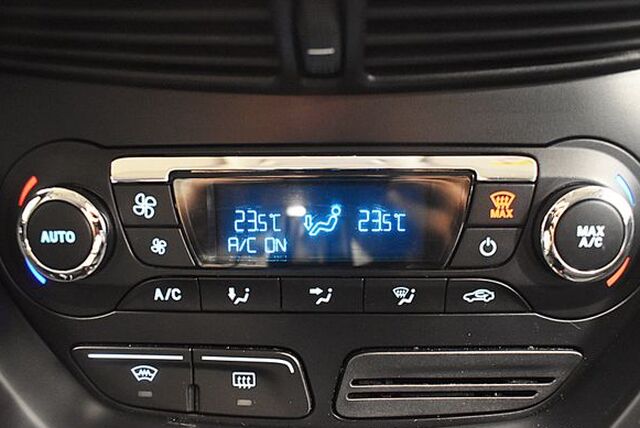 MAX
23.5°C 23.5°C
A/C ON
AUTO
MAX
A/C
A/C